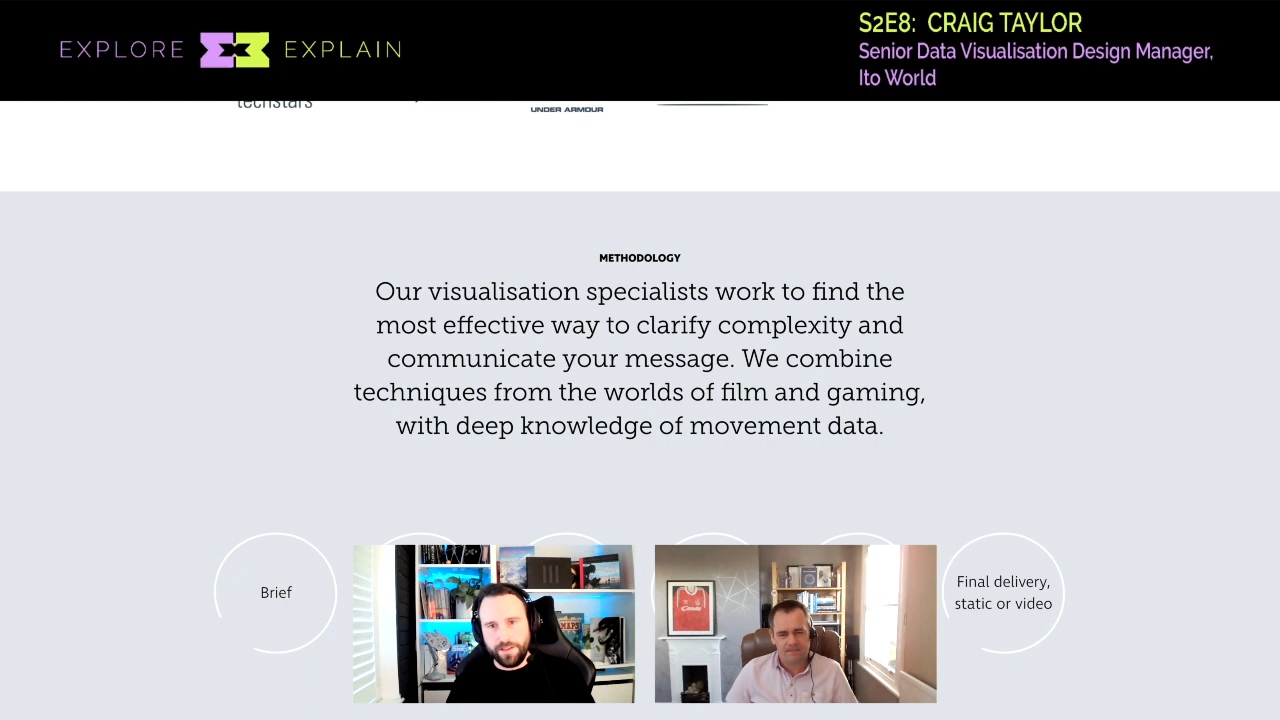 EXPLORE EXPLAIN
S2E8: CRAIG TAYLOR
Senior Data Visualisation Design Manager,
Ito World
techstars
UNDER ARMOUR
METHODOLOGY
Our visualisation specialists work to find the
most effective way to clarify complexity and
communicate your message. We combine
techniques from the worlds of film and gaming,
with deep knowledge of movement data.
Brief
Final delivery,
static or video
MAPS